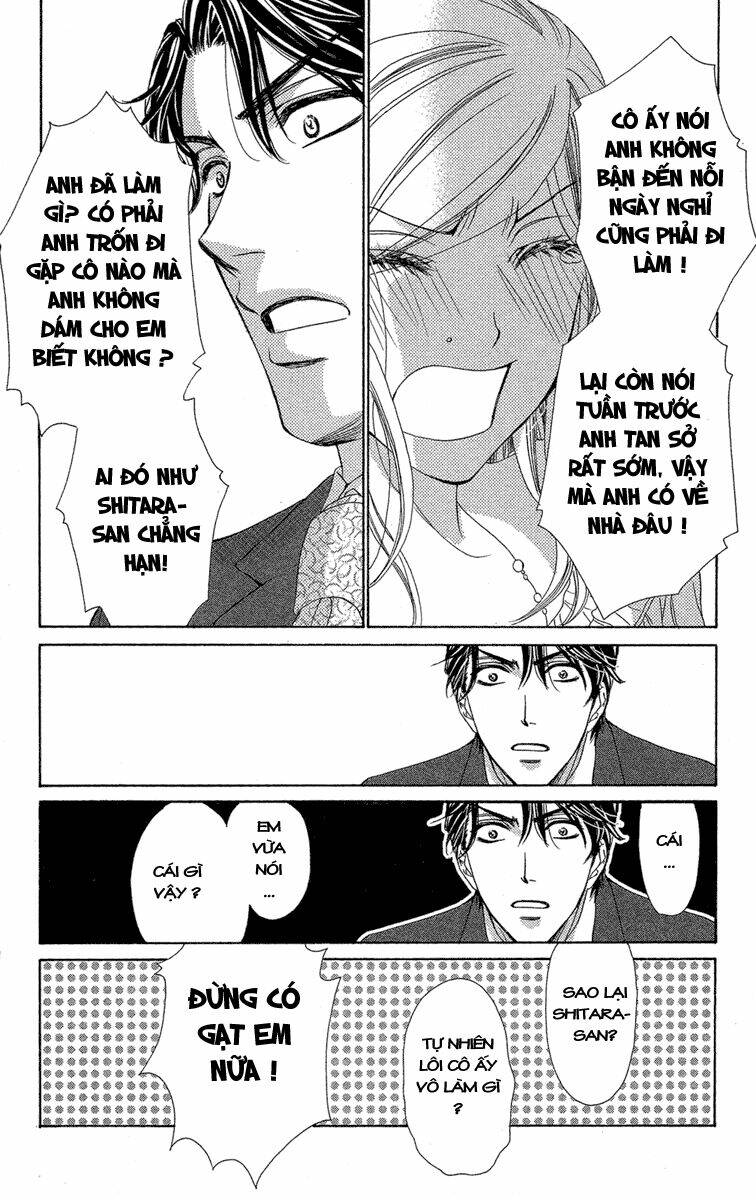 CÔ ẤY NÓI
ANH KHÔNG
BẬN ĐẾN NỖI
NGÀY NGHỈ
CŨNG PHẢI ĐI
LÀM !
LẠI CÒN NÓI
TUẦN TRƯỚC
ANH TAN SỞ
RẤT SỚM, VẬY
MÀ ANH CÓ VỀ
NHÀ ĐÂU !
ANH ĐÃ LÀM
GÌ? CÓ PHẢI
ANH TRỐN ĐI
GẶP CÔ NÀO MÀ
ANH KHÔNG
DÁM CHO EM
BIẾT KHÔNG ?
AI ĐÓ NHƯ
SHITARA-
SAN CHẲNG
HẠN!
CÁI
...
EM
VỪA
NÓI
...
CÁI GÌ
VẬY ?
SAO LẠI
SHITARA-
SAN?
TỰ NHIÊN
LÔI CÔ ẤY
VÔ LÀM GÌ
?
ĐỪNG CÓ
GẠT EM
NỮA !